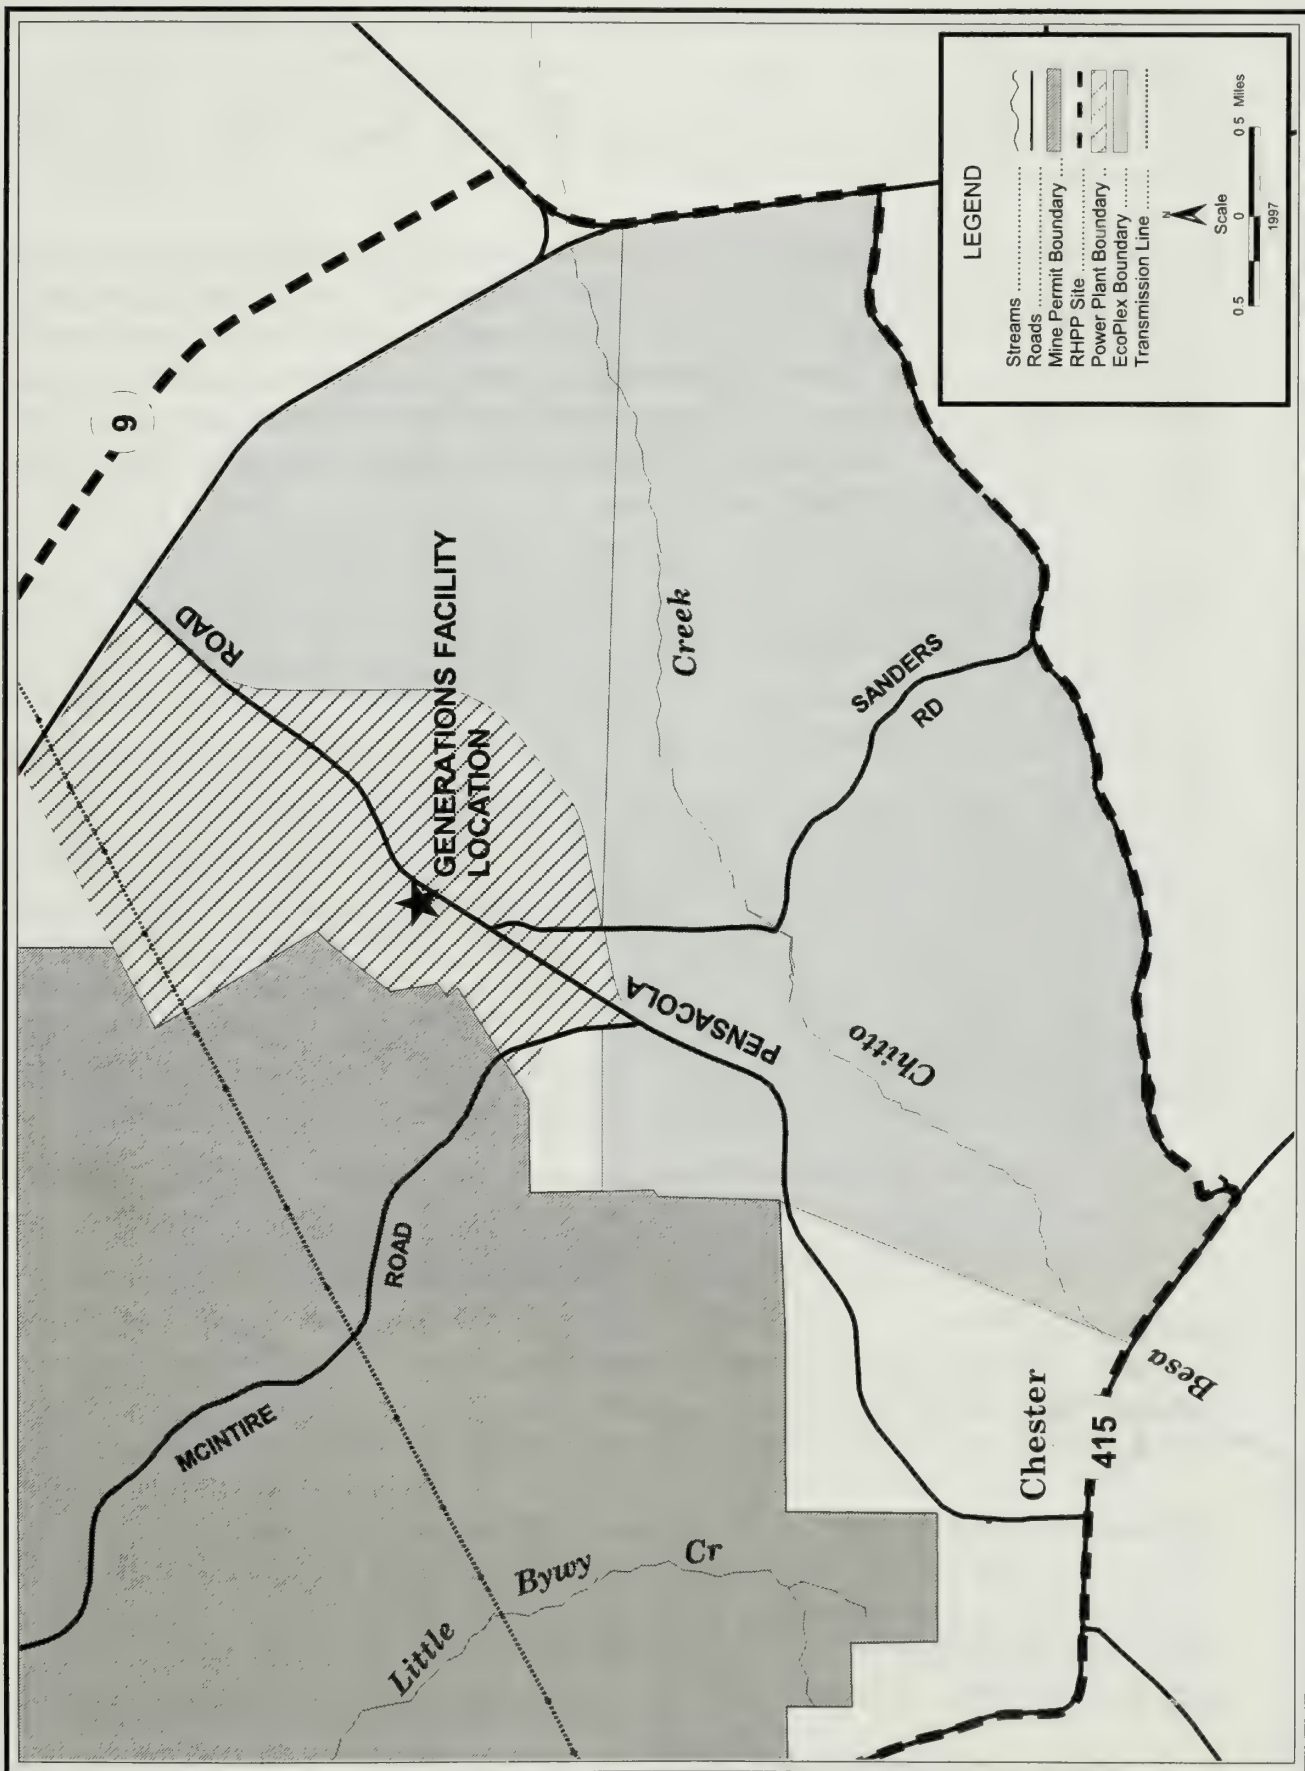 9
ROAD
GENERATIONS FACILITY
LOCATION
Creek
SANDERS
RD
PENSACOLA
Chitto
Besa
MCINTIRE
ROAD
Little
Bywy
Cr
Chester
415
LEGEND
Streams ................
Roads ..................
Mine Permit Boundary ....
RHPP Site ...............
Power Plant Boundary ..
EcoPlex Boundary .......
Transmission Line ........
N
Scale
0.5 0 0 5 Miles
1997